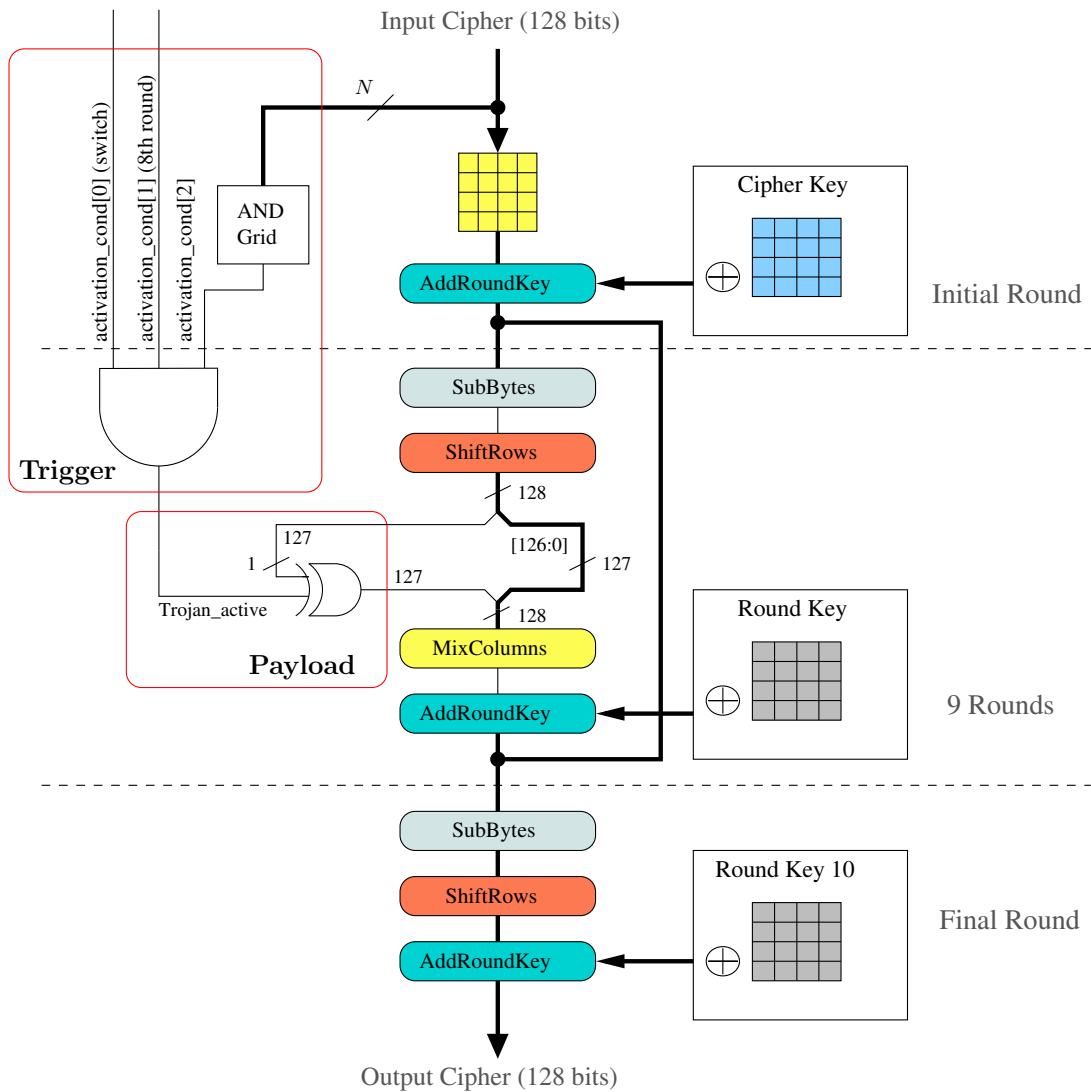 Input Cipher (128 bits)
N
activation_cond[0] (switch)
activation_cond[1] (8th round)
activation_cond[2]
AND
Grid
Cipher Key
AddRoundKey
Initial Round
SubBytes
ShiftRows
Trigger
128
127
[126:0]
1
127
127
Trojan_active
128
Round Key
MixColumns
Payload
AddRoundKey
9 Rounds
SubBytes
Round Key 10
ShiftRows
Final Round
AddRoundKey
Output Cipher (128 bits)